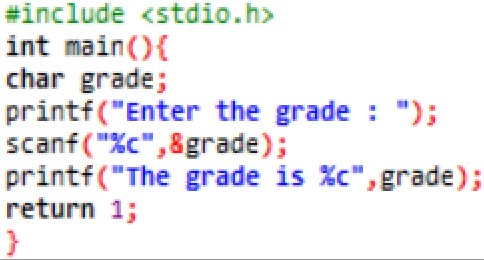 #include <stdio.h>
int main(){
char grade;
printf("Enter the grade : ");
scanf("%c",&grade);
printf("The grade is %c",grade);
return 1;
}